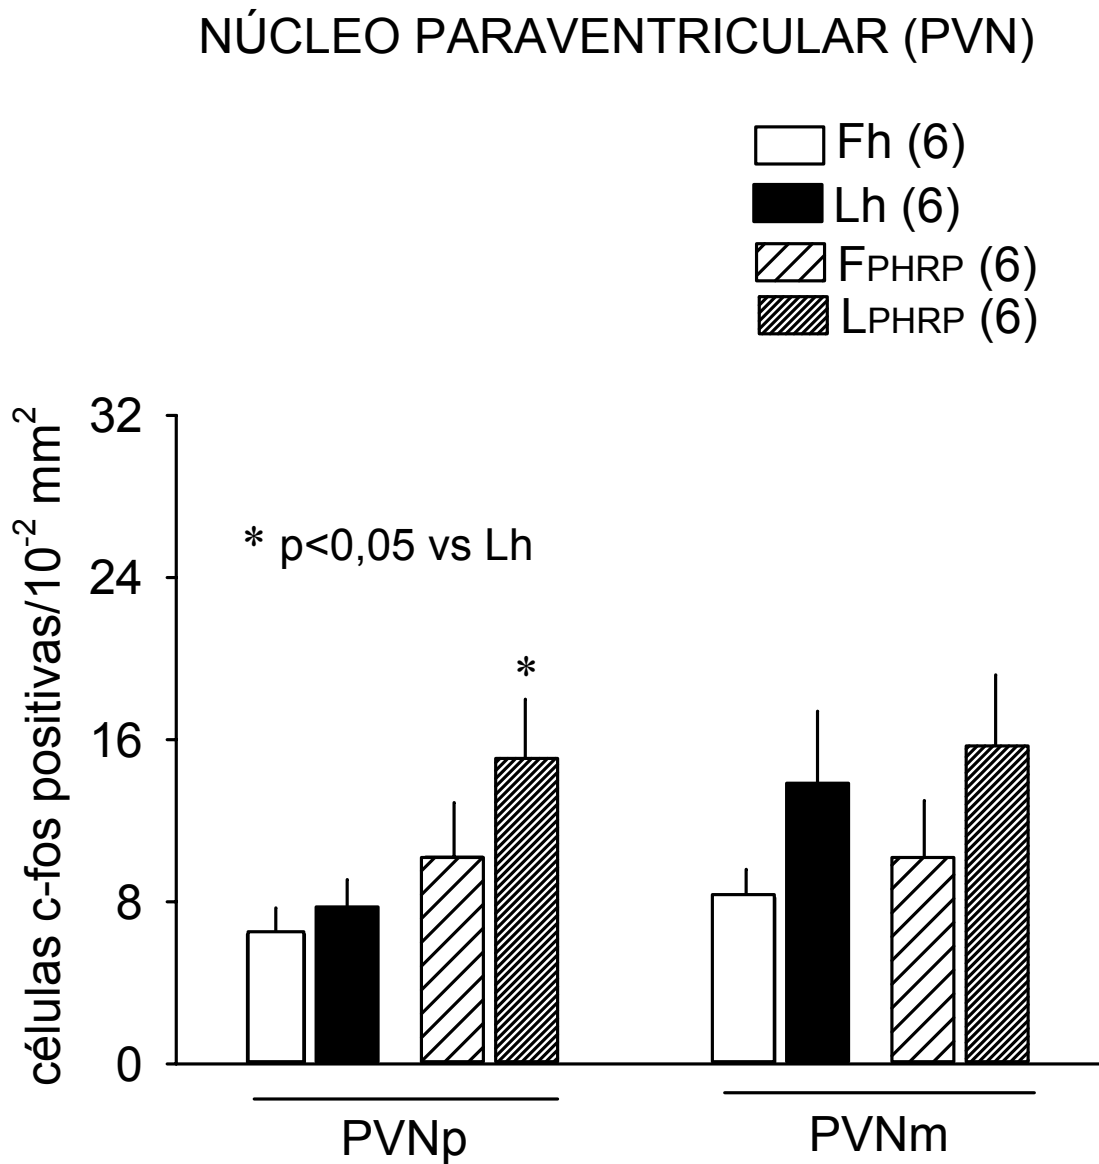 NÚCLEO PARAVENTRICULAR (PVN)
Fh (6)
Lh (6)
FPHRP (6)
LPHRP (6)
células c-fos positivas/10⁻² mm²
32
24
16
8
0
* p<0,05 vs Lh
*
PVNp
PVNm